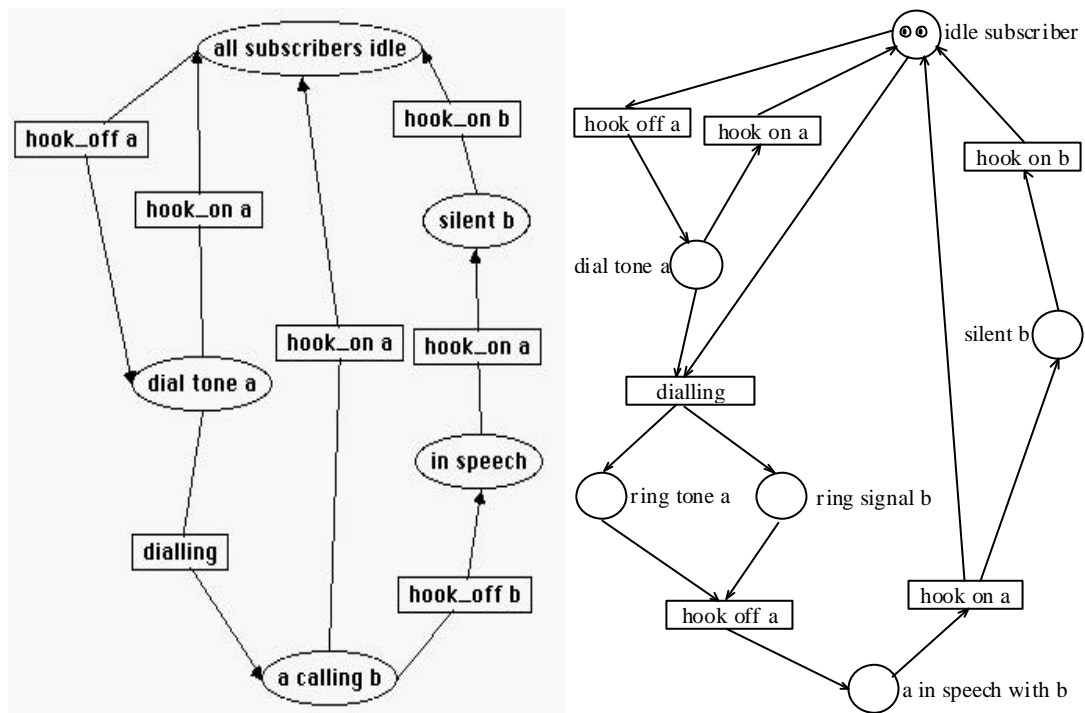 all subscribers idle
hook_off a
hook_on b
hook_on a
silent b
hook_on a
hook_on a
dial tone a
in speech
dialling
hook_off b
a calling b
idle subscriber
hook off a
hook on a
hook on b
dial tone a
silent b
dialling
ring tone a
ring signal b
hook on a
hook off a
a in speech with b